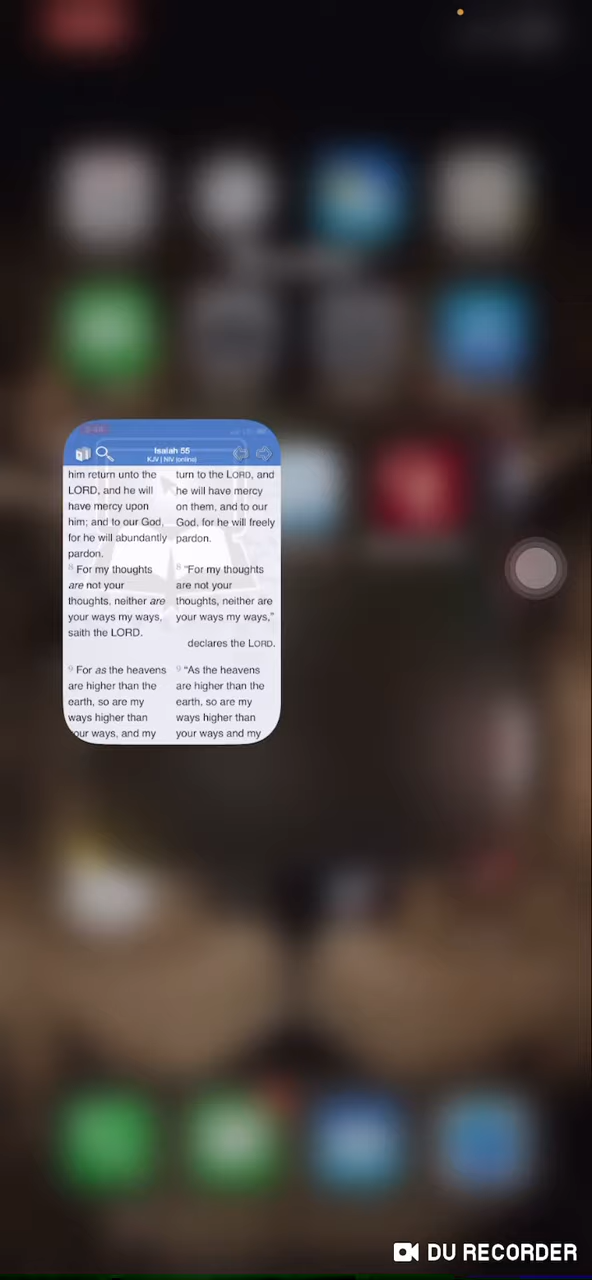 Isaiah 55
KJV | NIV (online)
him return unto the
LORD, and he will
have mercy upon
him; and to our God,
for he will abundantly
pardon.
8 For my thoughts
are not your
thoughts, neither are
your ways my ways,
saith the LORD.
9 For as the heavens
are higher than the
earth, so are my
ways higher than
your ways, and my
turn to the LORD, and
he will have mercy
on them, and to our
God, for he will freely
pardon.
8 "For my thoughts
are not your
thoughts, neither are
your ways my ways,"
declares the LORD.
9 "As the heavens
are higher than the
earth, so are my
ways higher than
your ways and my
DU RECORDER